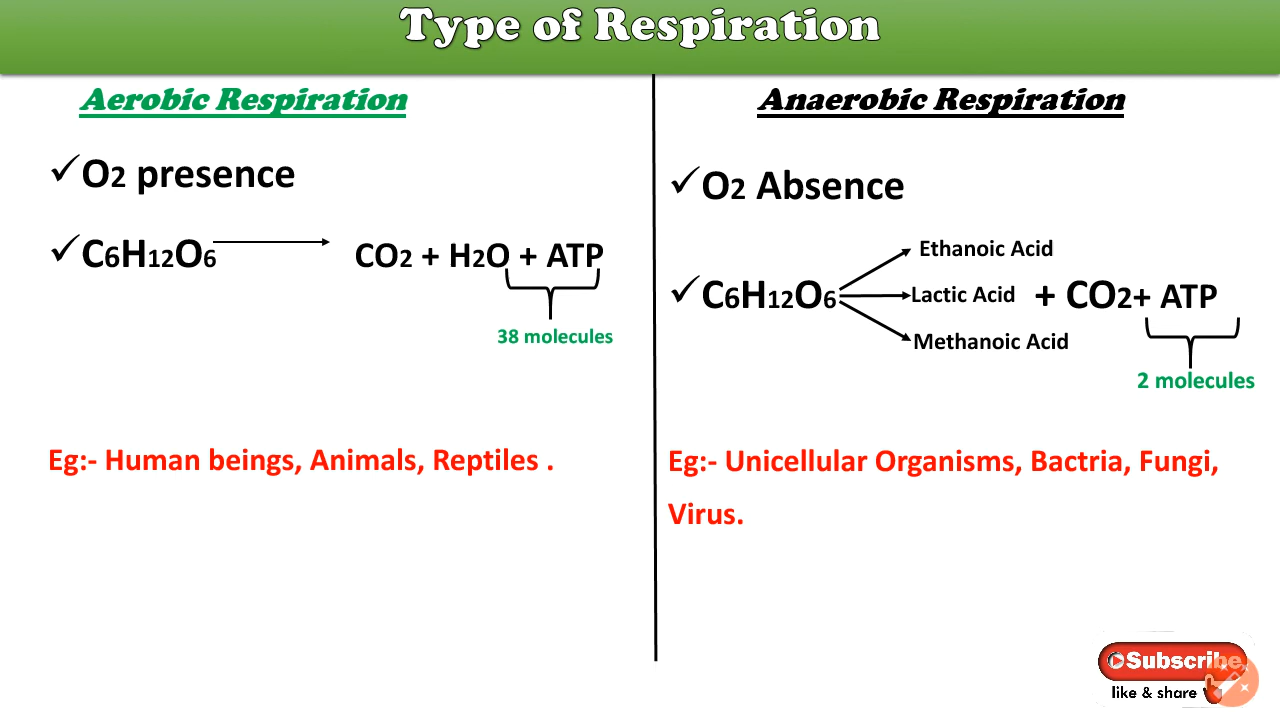 Type of Respiration
Aerobic Respiration
✓O2 presence
✓C6H12O6 → CO2 + H2O + ATP
38 molecules
Eg:- Human beings, Animals, Reptiles .
Anaerobic Respiration
✓O2 Absence
Ethanoic Acid
✓C6H12O6 Lactic Acid + CO2+ ATP
Methanoic Acid
2 molecules
Eg:- Unicellular Organisms, Bactria, Fungi,
Virus.
Subscribe
like & share